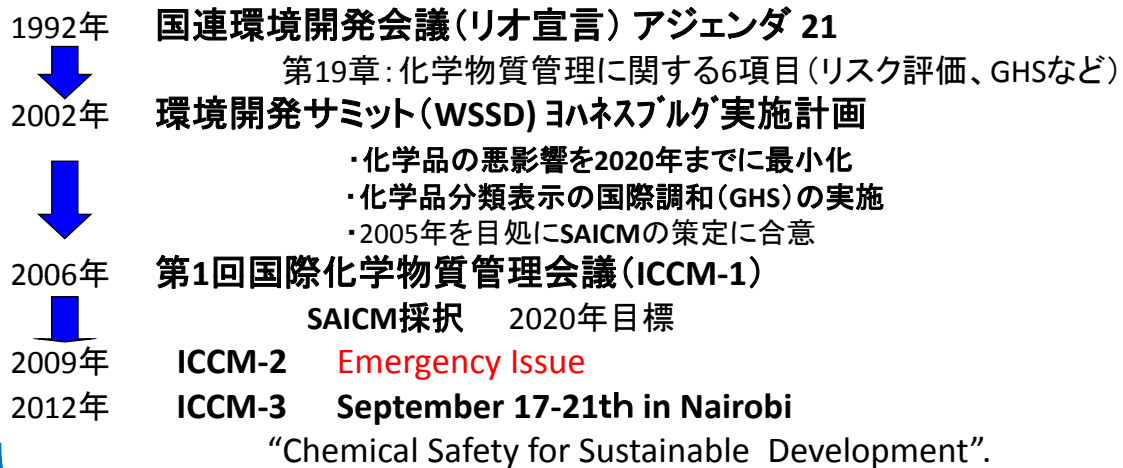 1992年 国連環境開発会議（リオ宣言） アジェンダ 21
第19章：化学物質管理に関する6項目（リスク評価、GHSなど）
2002年 環境開発サミット（WSSD) ﾖﾊﾈｽﾌﾞﾙｸﾞ実施計画
・化学品の悪影響を2020年までに最小化
・化学品分類表示の国際調和（GHS）の実施
・2005年を目処にSAICMの策定に合意
2006年 第1回国際化学物質管理会議（ICCM-1）
SAICM採択 2020年目標
2009年 ICCM-2 Emergency Issue
2012年 ICCM-3 September 17-21th in Nairobi
“Chemical Safety for Sustainable Development”.